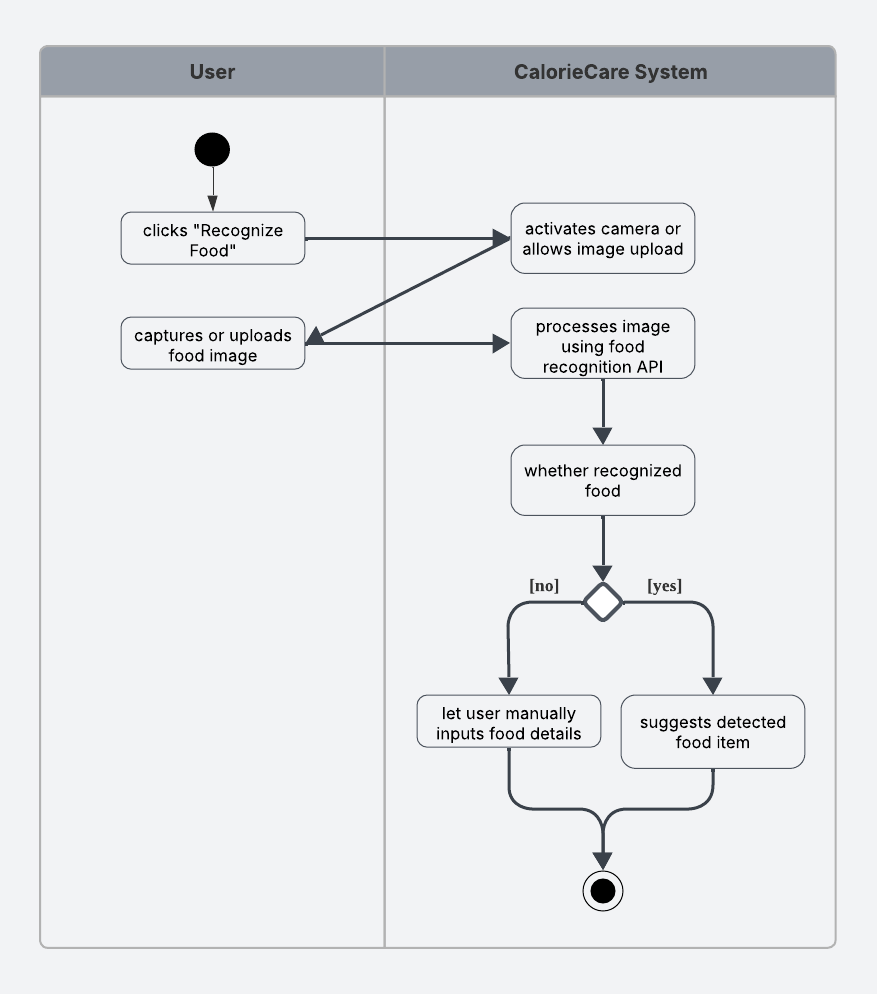 User
CalorieCare System
clicks "Recognize
Food"
activates camera or
allows image upload
captures or uploads
food image
processes image
using food
recognition API
whether recognized
food
[no]
[yes]
let user manually
inputs food details
suggests detected
food item